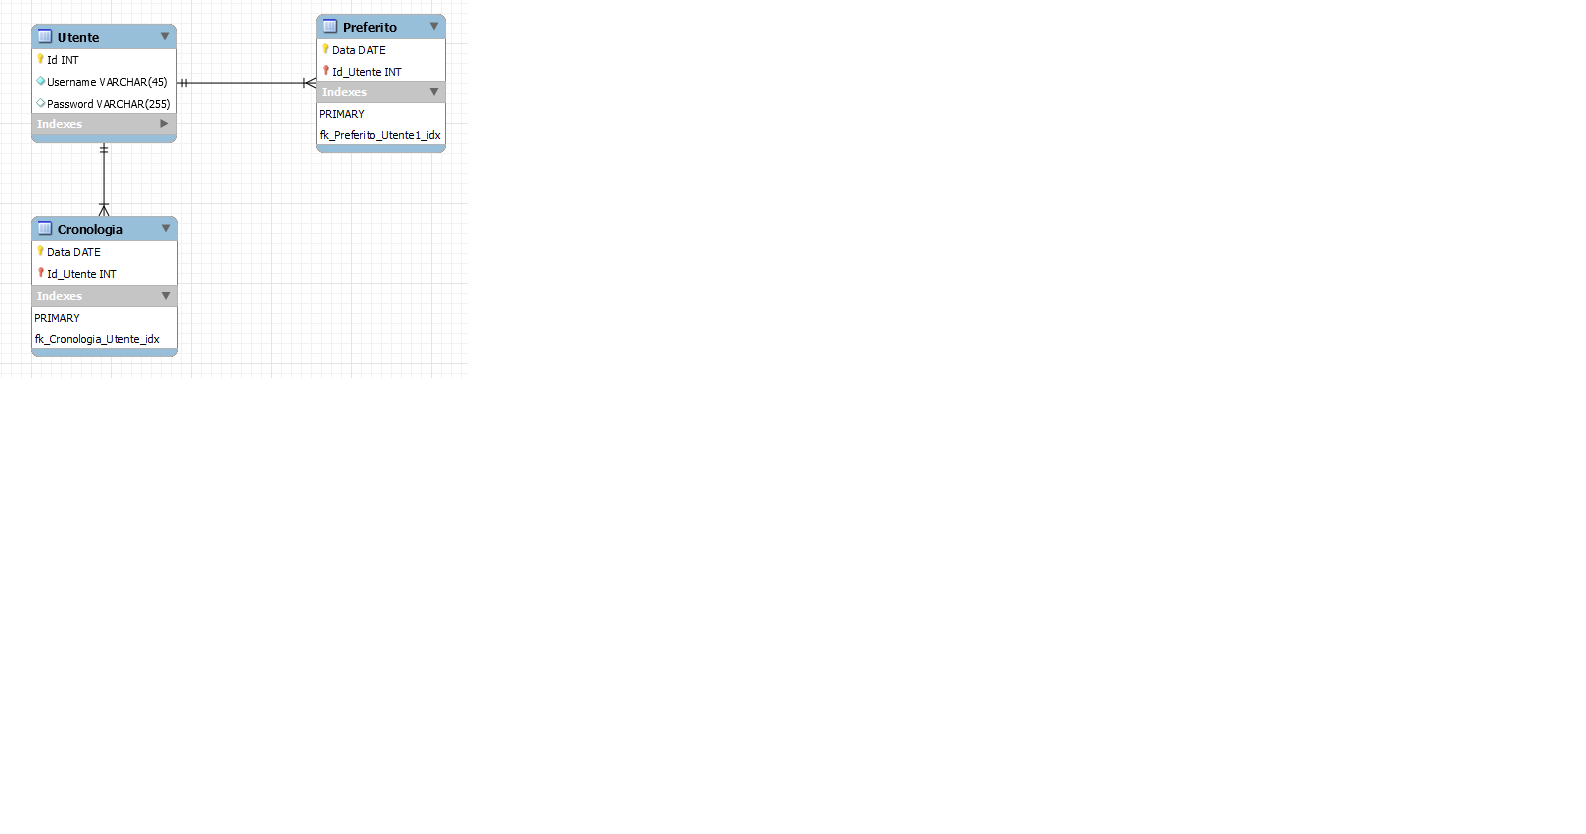 Utente
Id INT
Username VARCHAR(45)
Password VARCHAR(255)
Indexes
Preferito
Data DATE
Id_Utente INT
Indexes
PRIMARY
fk_Preferito_Utente1_idx
Cronologia
Data DATE
Id_Utente INT
Indexes
PRIMARY
fk_Cronologia_Utente_idx